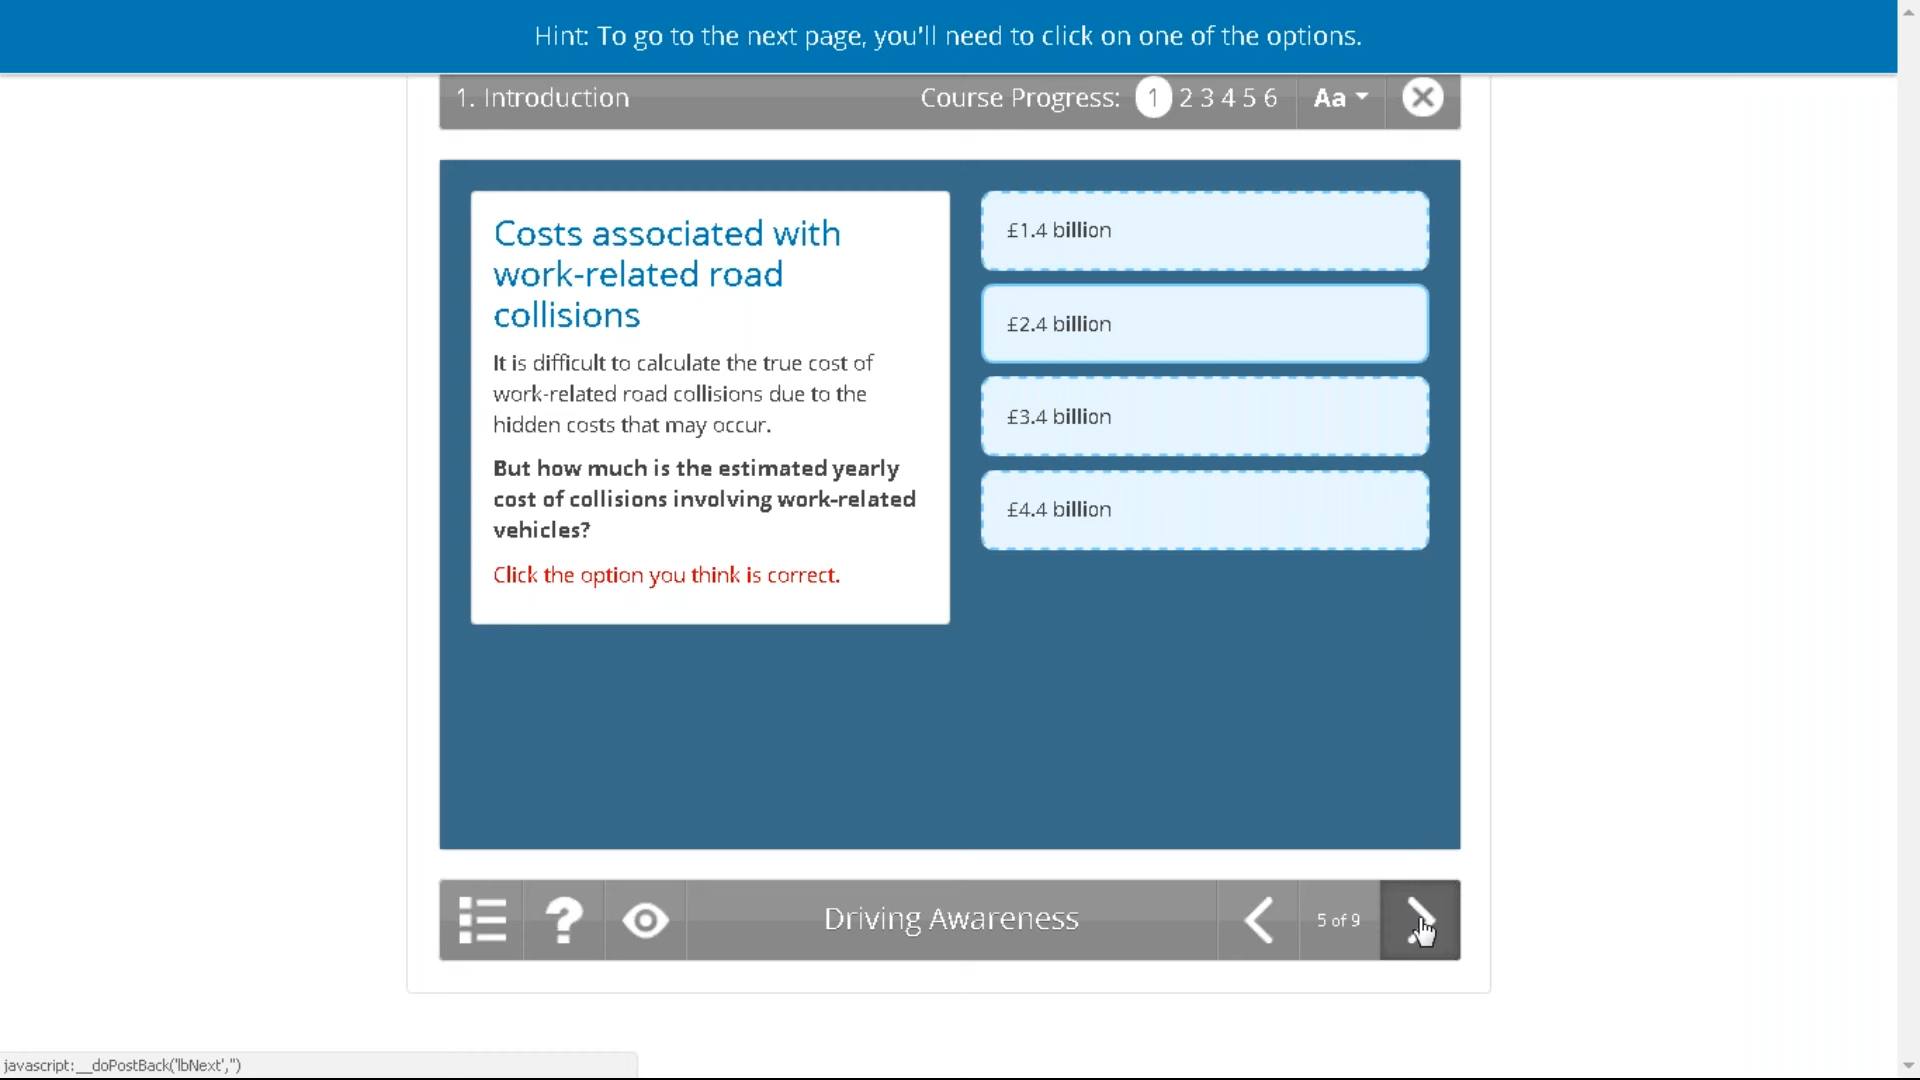 Hint: To go to the next page, you'll need to click on one of the options.
1. Introduction
Course Progress: 1 2 3 4 5 6
Aa
Costs associated with
work-related road
collisions
It is difficult to calculate the true cost of
work-related road collisions due to the
hidden costs that may occur.
But how much is the estimated yearly
cost of collisions involving work-related
vehicles?
Click the option you think is correct.
£1.4 billion
£2.4 billion
£3.4 billion
£4.4 billion
Driving Awareness
5 of 9
javascript:__doPostBack('lbNext','')